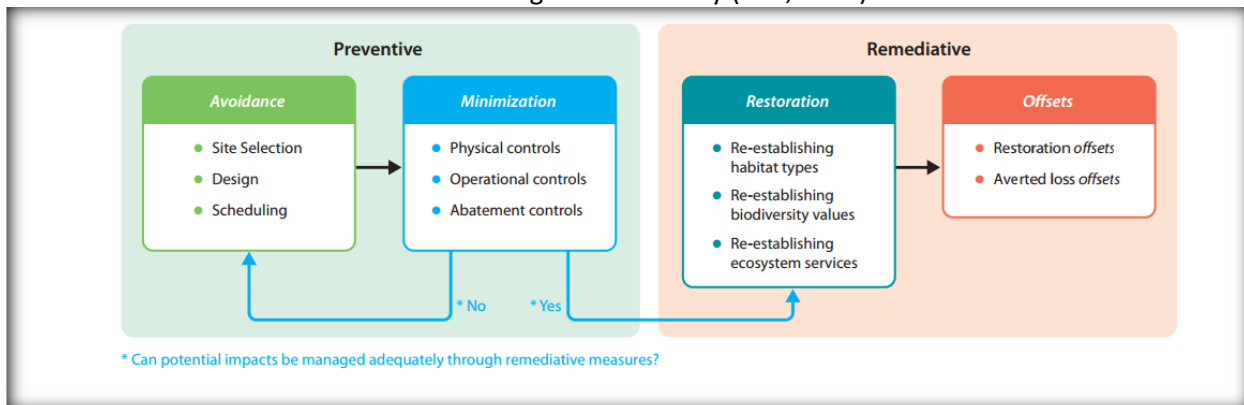 Preventive
Remediative
Avoidance
Site Selection
Design
Scheduling
Minimization
Physical controls
Operational controls
Abatement controls
Restoration
Re-establishing
habitat types
Re-establishing
biodiversity values
Re-establishing
ecosystem services
Offsets
Restoration offsets
Averted loss offsets
* No
* Yes
* Can potential impacts be managed adequately through remediative measures?